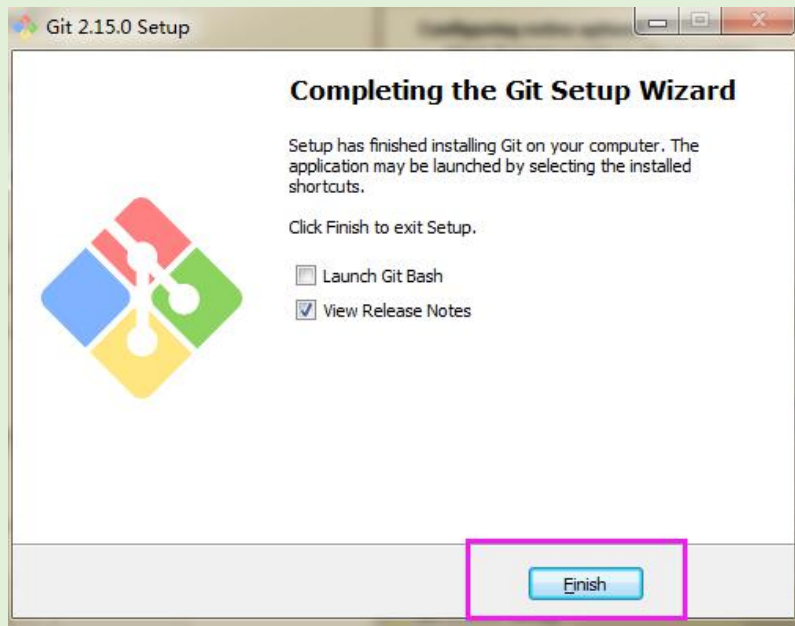 Git 2.15.0 Setup
Completing the Git Setup Wizard
Setup has finished installing Git on your computer. The
application may be launched by selecting the installed
shortcuts.
Click Finish to exit Setup.
Launch Git Bash
View Release Notes
Finish